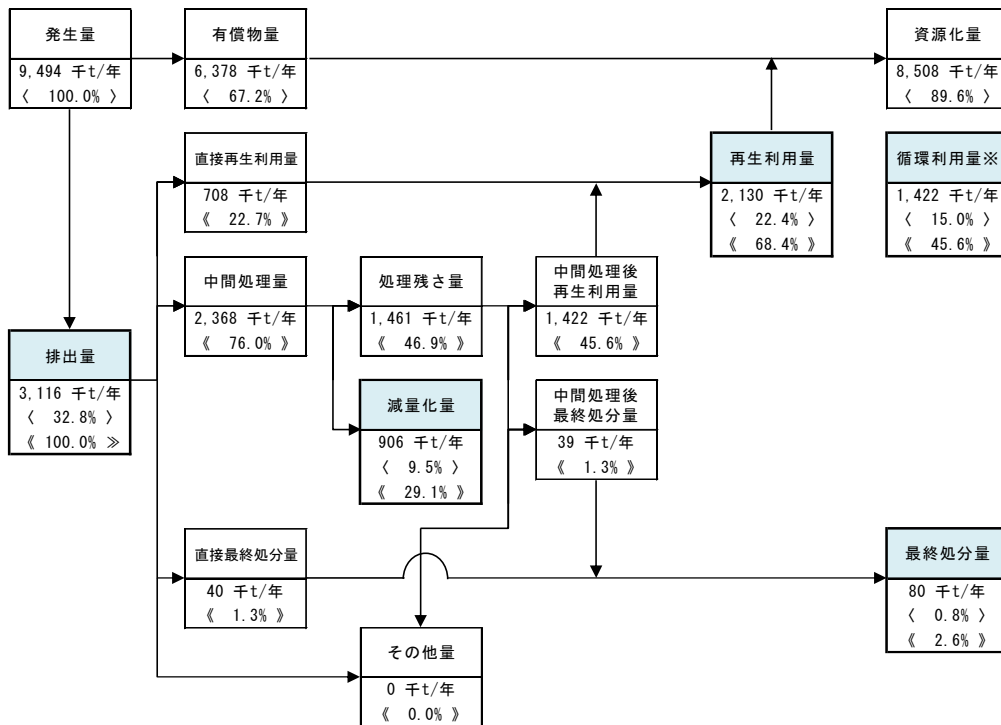 発生量
9,494 千t/年
〈 100.0% 〉
有償物量
6,378 千t/年
〈 67.2% 〉
資源化量
8,508 千t/年
〈 89.6% 〉
直接再生利用量
708 千t/年
《 22.7% 》
再生利用量
2,130 千t/年
〈 22.4% 〉
《 68.4% 》
循環利用量※
1,422 千t/年
〈 15.0% 〉
《 45.6% 》
中間処理量
2,368 千t/年
《 76.0% 》
処理残さ量
1,461 千t/年
《 46.9% 》
中間処理後
再生利用量
1,422 千t/年
《 45.6% 》
排出量
3,116 千t/年
〈 32.8% 〉
《 100.0% ≫
減量化量
906 千t/年
〈 9.5% 〉
《 29.1% 》
中間処理後
最終処分量
39 千t/年
《 1.3% 》
直接最終処分量
40 千t/年
《 1.3% 》
最終処分量
80 千t/年
〈 0.8% 〉
《 2.6% 》
その他量
0 千t/年
《 0.0% 》